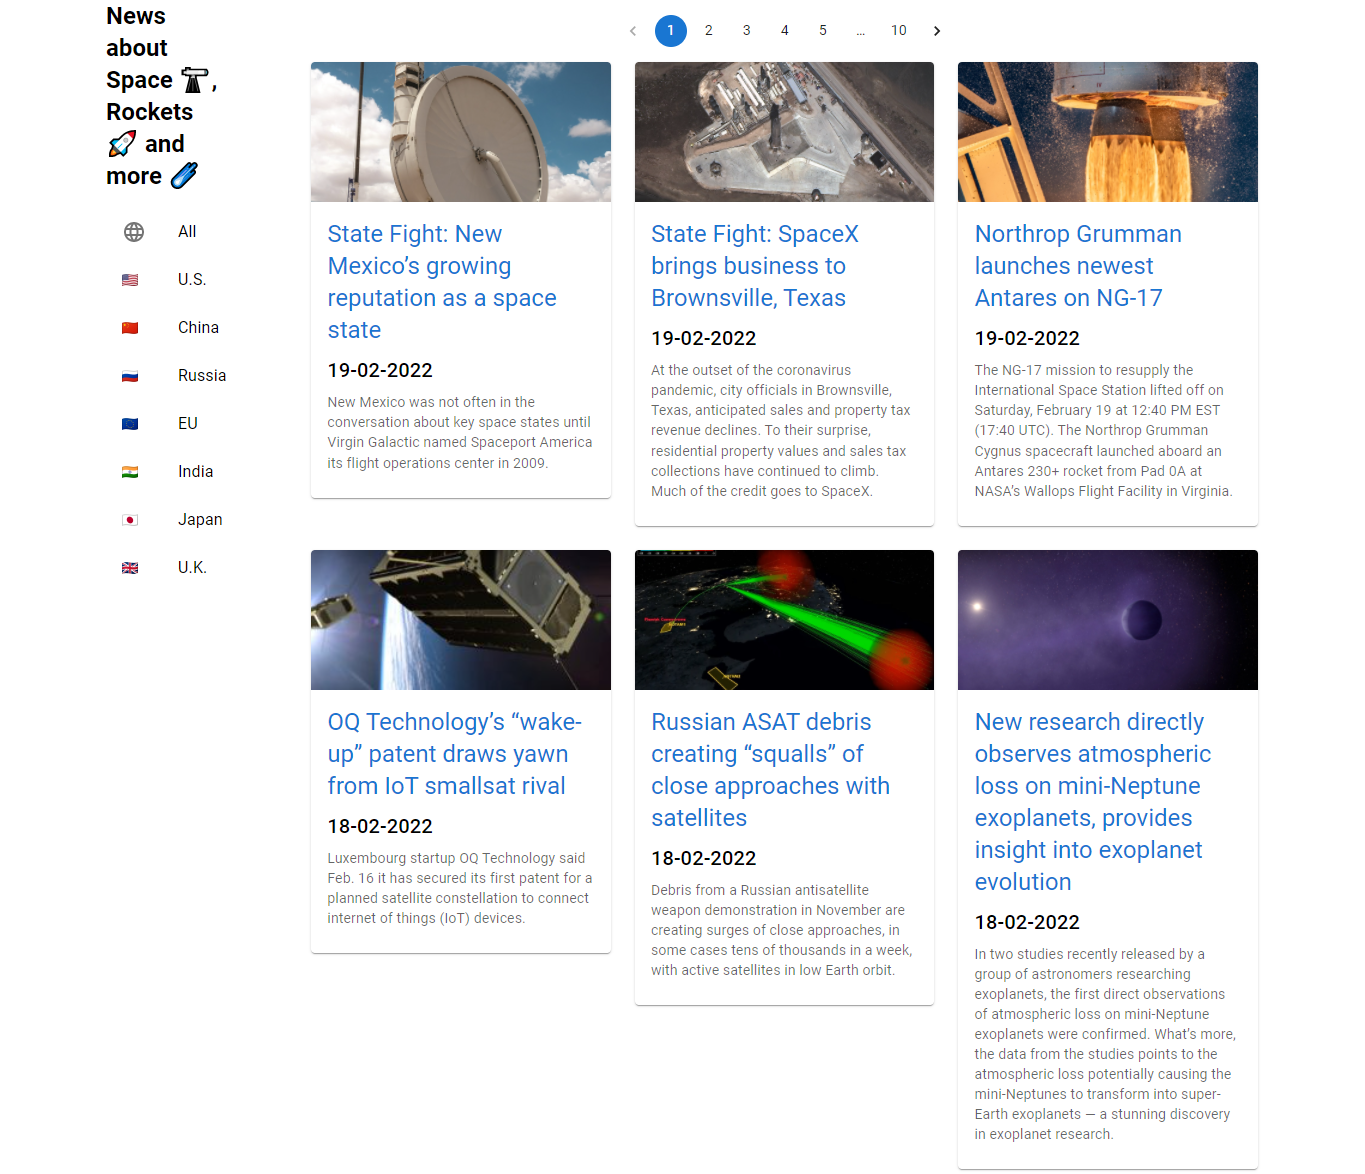 News
about
Space 🔭,
Rockets
🚀 and
more ☄️
All
U.S.
China
Russia
EU
India
Japan
U.K.
1 2 3 4 5 … 10
State Fight: New
Mexico’s growing
reputation as a space
state
19-02-2022
New Mexico was not often in the
conversation about key space states until
Virgin Galactic named Spaceport America
its flight operations center in 2009.
State Fight: SpaceX
brings business to
Brownsville, Texas
19-02-2022
At the outset of the coronavirus
pandemic, city officials in Brownsville,
Texas, anticipated sales and property tax
revenue declines. To their surprise,
residential property values and sales tax
collections have continued to climb.
Much of the credit goes to SpaceX.
Northrop Grumman
launches newest
Antares on NG-17
19-02-2022
The NG-17 mission to resupply the
International Space Station lifted off on
Saturday, February 19 at 12:40 PM EST
(17:40 UTC). The Northrop Grumman
Cygnus spacecraft launched aboard an
Antares 230+ rocket from Pad 0A at
NASA’s Wallops Flight Facility in Virginia.
OQ Technology’s “wake-
up” patent draws yawn
from IoT smallsat rival
18-02-2022
Luxembourg startup OQ Technology said
Feb. 16 it has secured its first patent for a
planned satellite constellation to connect
internet of things (IoT) devices.
Russian ASAT debris
creating “squalls” of
close approaches with
satellites
18-02-2022
Debris from a Russian antisatellite
weapon demonstration in November are
creating surges of close approaches, in
some cases tens of thousands in a week,
with active satellites in low Earth orbit.
New research directly
observes atmospheric
loss on mini-Neptune
exoplanets, provides
insight into exoplanet
evolution
18-02-2022
In two studies recently released by a
group of astronomers researching
exoplanets, the first direct observations
of atmospheric loss on mini-Neptune
exoplanets were confirmed. What’s more,
the data from the studies points to the
atmospheric loss potentially causing the
mini-Neptunes to transform into super-
Earth exoplanets — a stunning discovery
in exoplanet research.